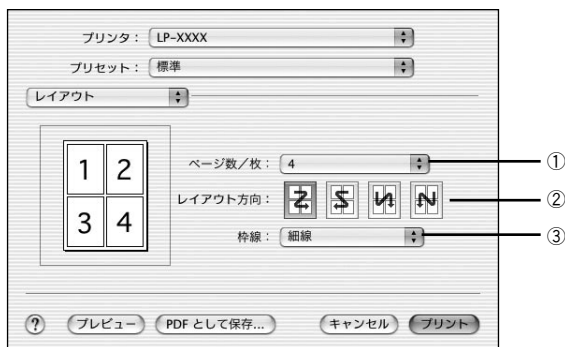 プリンタ： LP-XXXX
プリセット： 標準
レイアウト
1 2
3 4
ページ数／枚： 4
①
レイアウト方向：
②
枠線： 細線
③
? プレビュー PDF として保存... キャンセル プリント